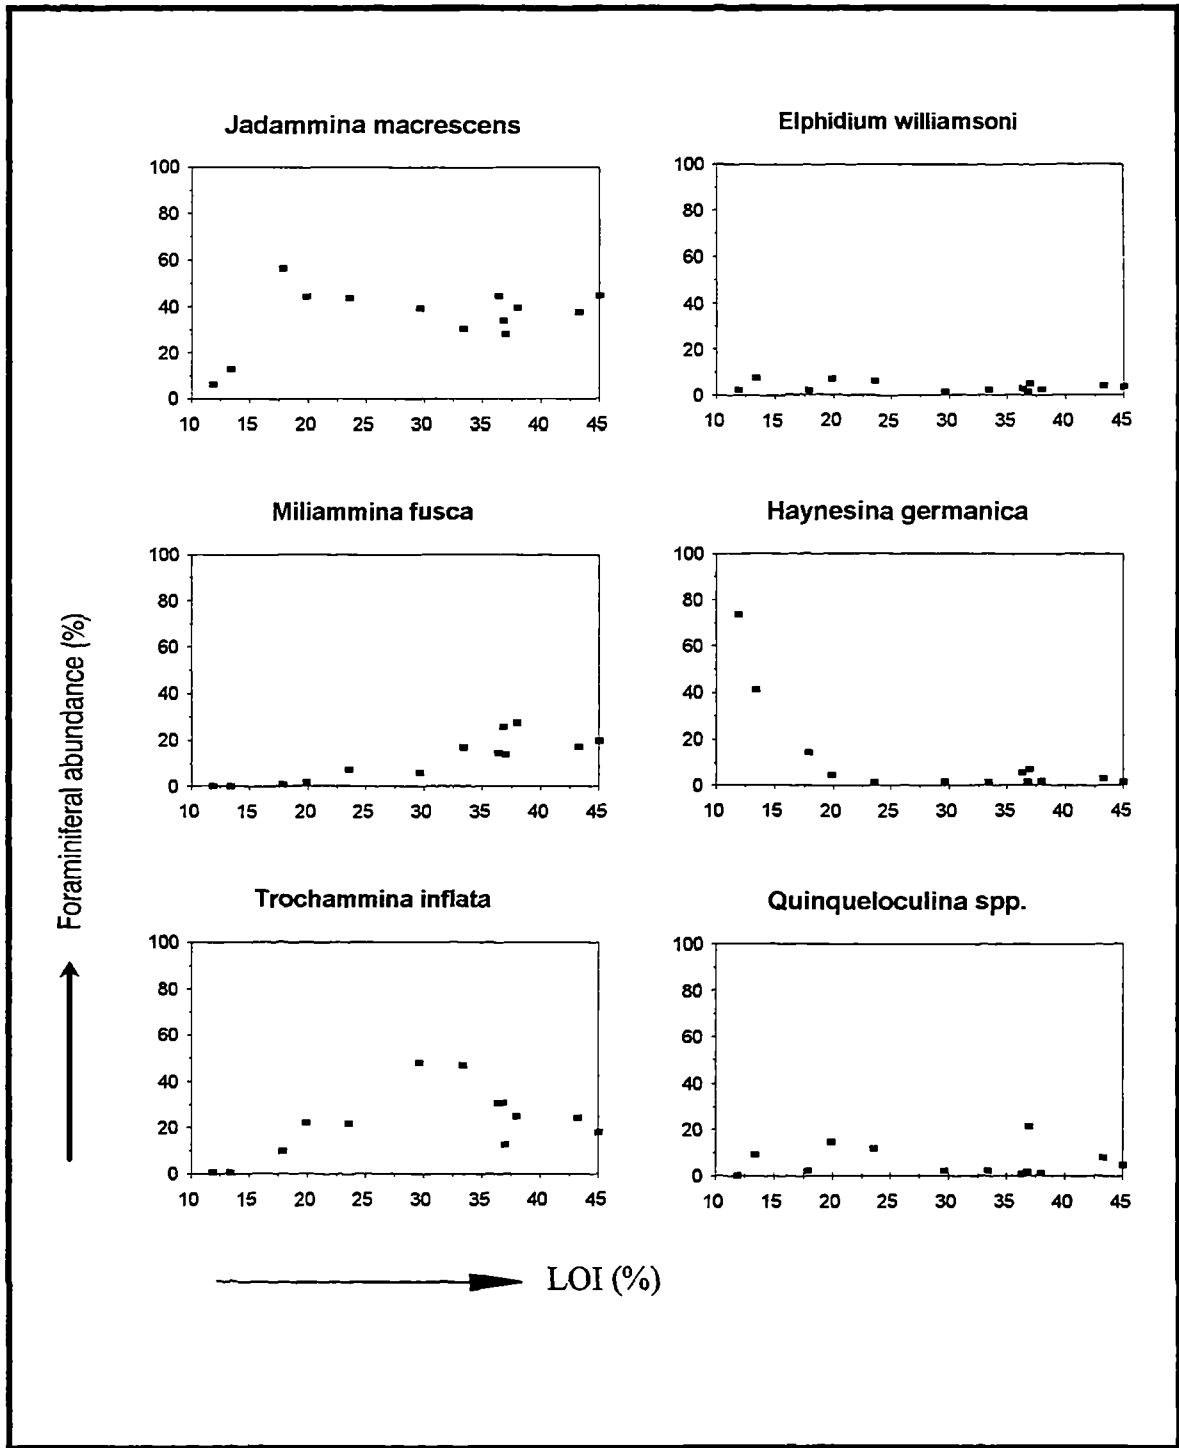 Jadammina macrescens
100
80
60
40
20
0
10 15 20 25 30 35 40 45
Elphidium williamsoni
100
80
60
40
20
0
10 15 20 25 30 35 40 45
Miliammina fusca
100
80
60
40
20
0
10 15 20 25 30 35 40 45
Haynesina germanica
100
80
60
40
20
0
10 15 20 25 30 35 40 45
Trochammina inflata
100
80
60
40
20
0
10 15 20 25 30 35 40 45
Quinqueloculina spp.
100
80
60
40
20
0
10 15 20 25 30 35 40 45
Foraminiferal abundance (%)
LOI (%)